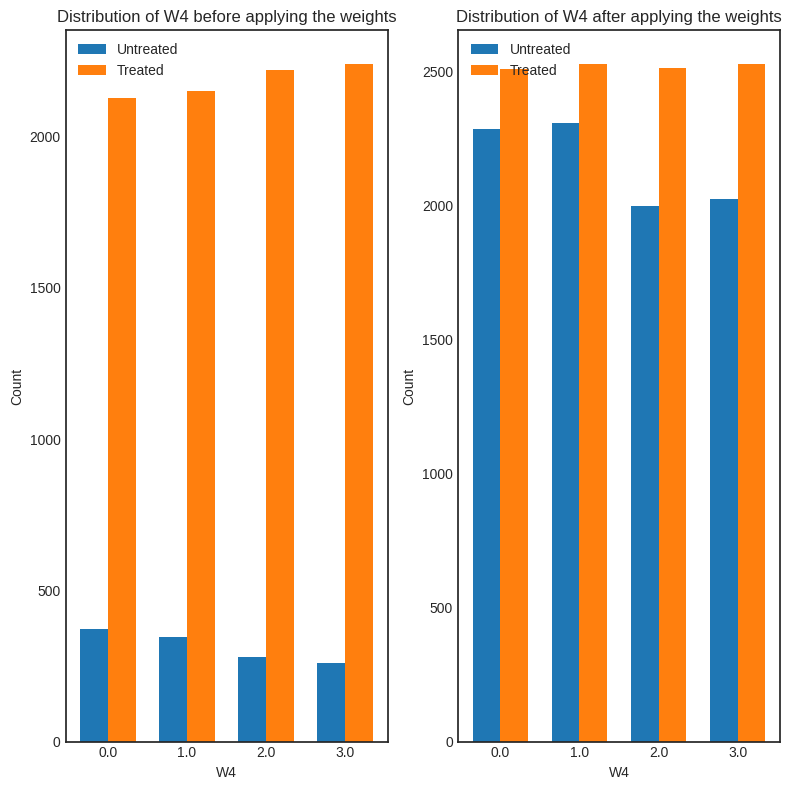 Distribution of W4 before applying the weights
Untreated
Treated
2000
1500
1000
500
0
Count
0.0 1.0 2.0 3.0
W4
Distribution of W4 after applying the weights
Untreated
Treated
2500
2000
1500
1000
500
0
Count
0.0 1.0 2.0 3.0
W4